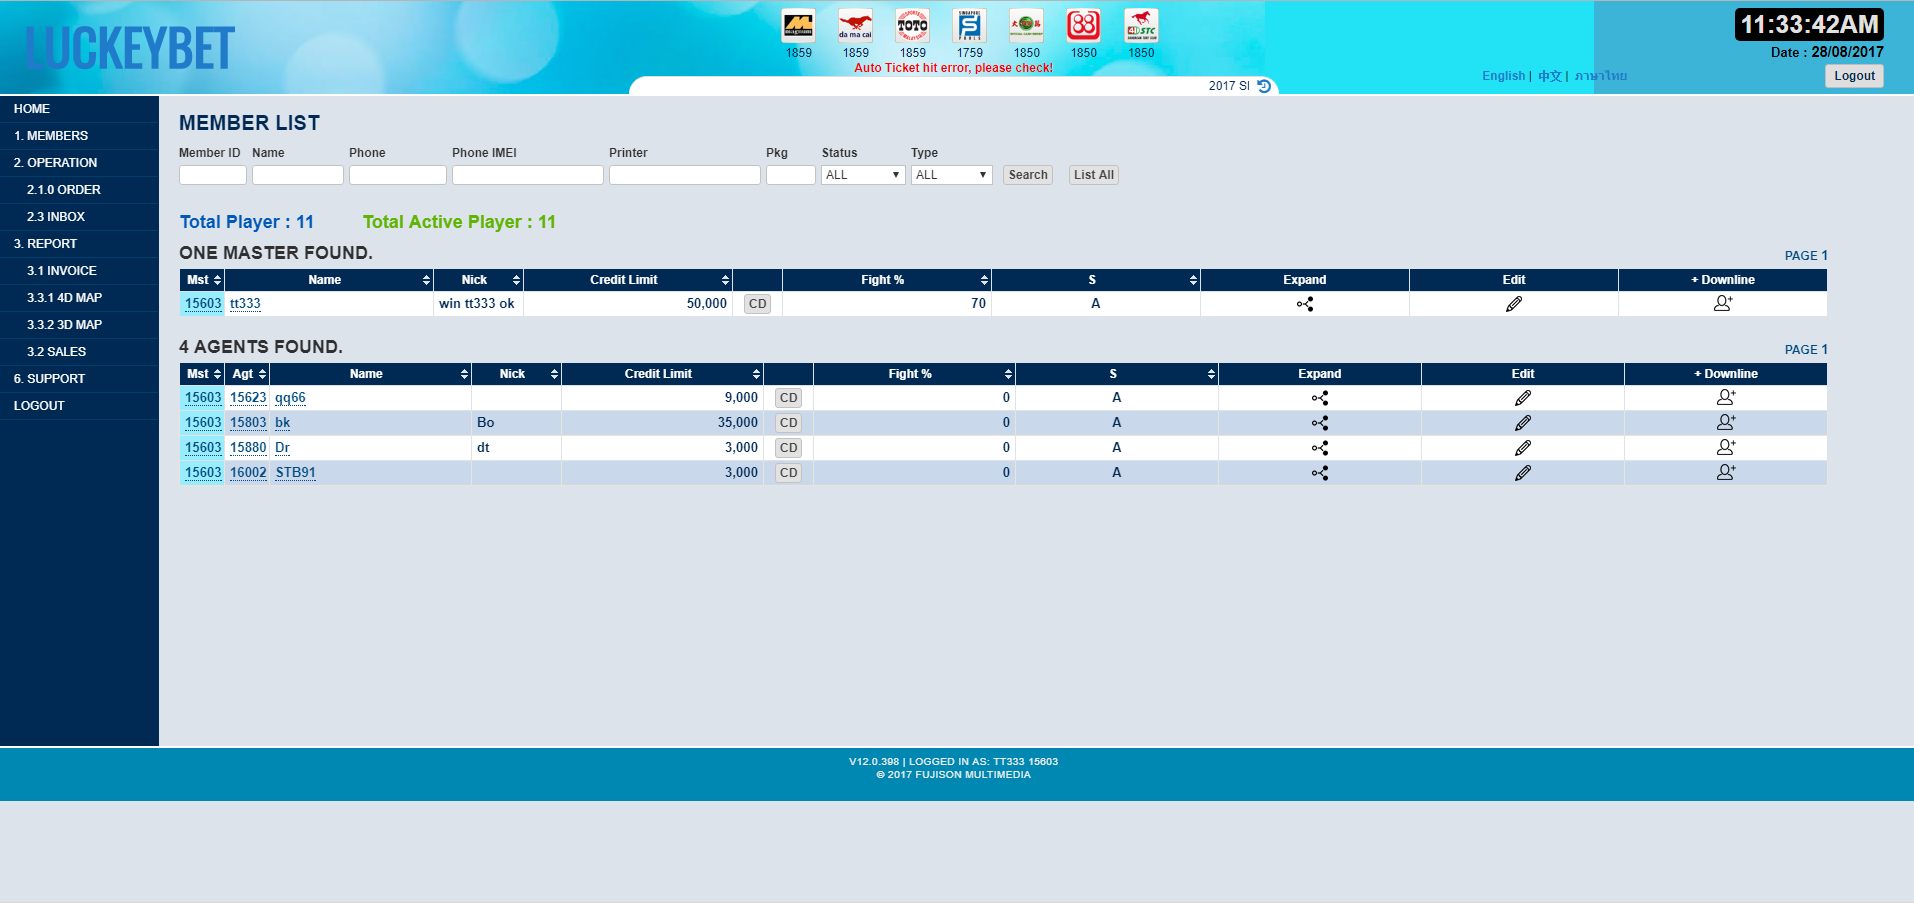 LUCKEYBET
1859 1859 1859 1759 1850 1850 1850
Auto Ticket hit error, please check!
2017 SI
11:33:42AM
Date : 28/08/2017
English | 中文 | ภาษาไทย
Logout
HOME
1. MEMBERS
2. OPERATION
2.1.0 ORDER
2.3 INBOX
3. REPORT
3.1 INVOICE
3.3.1 4D MAP
3.3.2 3D MAP
3.2 SALES
6. SUPPORT
LOGOUT
MEMBER LIST
Member ID Name Phone Phone IMEI Printer Pkg Status Type
ALL ALL Search List All
Total Player : 11 Total Active Player : 11
ONE MASTER FOUND. PAGE 1
Mst Name Nick Credit Limit Fight % S Expand Edit + Downline
15603 tt333 win tt333 ok 50,000 CD 70 A
4 AGENTS FOUND. PAGE 1
Mst Agt Name Nick Credit Limit Fight % S Expand Edit + Downline
15603 15623 qq66 9,000 CD 0 A
15603 15803 bk Bo 35,000 CD 0 A
15603 15880 Dr dt 3,000 CD 0 A
15603 16002 STB91 3,000 CD 0 A
V12.0.398 | LOGGED IN AS: TT333 15603
© 2017 FUJISON MULTIMEDIA